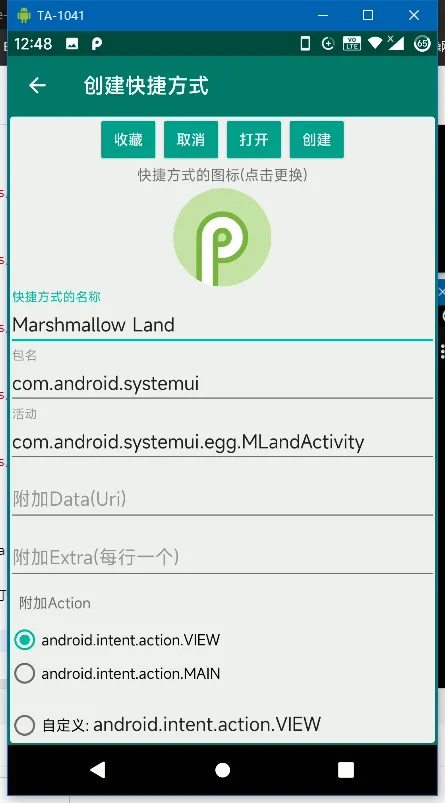 TA-1041
12:48
VO
LTE
X
65
创建快捷方式
收藏 取消 打开 创建
快捷方式的图标(点击更换)
快捷方式的名称
Marshmallow Land
包名
com.android.systemui
活动
com.android.systemui.egg.MLandActivity
附加Data(Uri)
附加Extra(每行一个)
附加Action
android.intent.action.VIEW
android.intent.action.MAIN
自定义: android.intent.action.VIEW